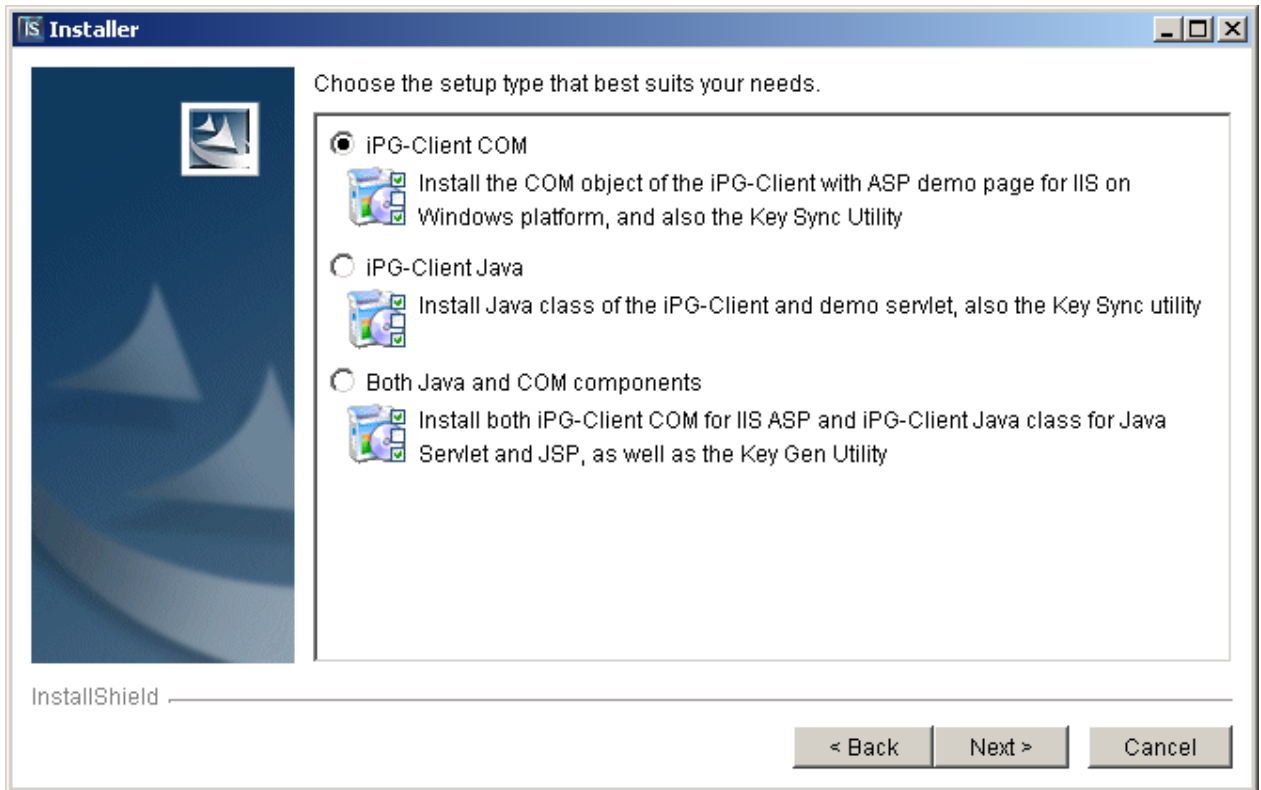 IS Installer
Choose the setup type that best suits your needs.
iPG-Client COM
Install the COM object of the iPG-Client with ASP demo page for IIS on
Windows platform, and also the Key Sync Utility
iPG-Client Java
Install Java class of the iPG-Client and demo servlet, also the Key Sync utility
Both Java and COM components
Install both iPG-Client COM for IIS ASP and iPG-Client Java class for Java
Servlet and JSP, as well as the Key Gen Utility
InstallShield
< Back Next > Cancel